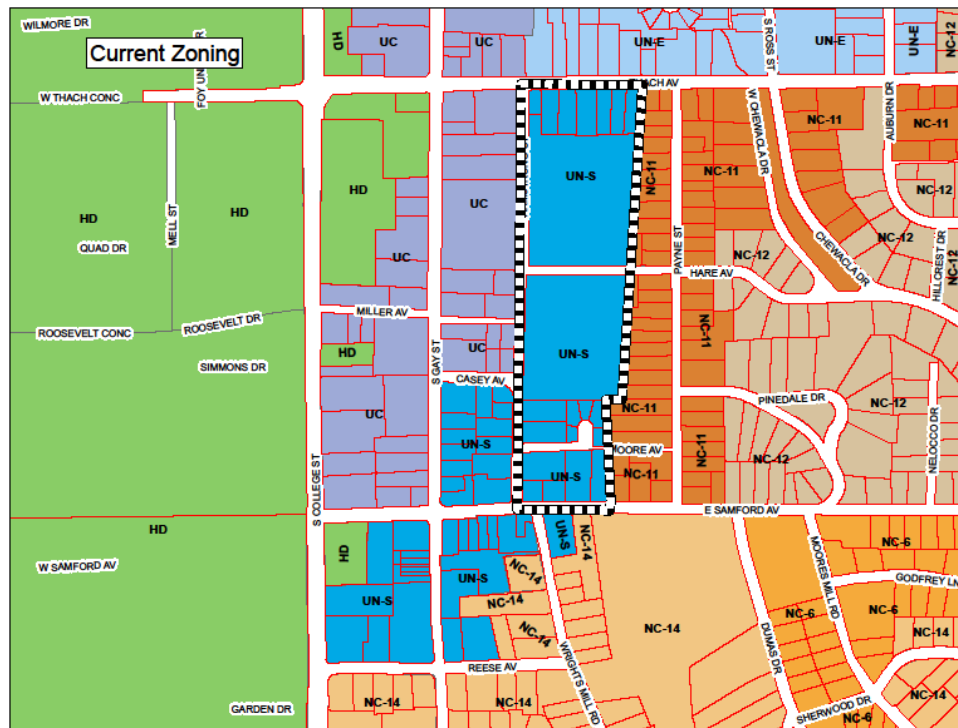 WILMORE DR
Current Zoning
FOY UN R
HD
UC
UC
UN-E
S ROSS ST
UN-E
UN-E
NC-12
W THACH CONC
ACH AV
W CHEWACLA DR
NC-11
AUBURN DR
NC-11
HD
MELL ST
HD
HD
UC
UN-S
NC-11
NC-11
NC-12
QUAD DR
UC
PAYNE ST
HARE AV
NC-12
CHEWACLA DR
NC-12
HILLCREST DR
NC-12
ROOSEVELT CONC
ROOSEVELT DR
MILLER AV
SIMMONS DR
HD
S GAY ST
UC
UN-S
NC-11
CASEY AV
UC
UN-S
NC-11
PINEDALE DR
NC-12
NELOCCO DR
S COLLEGE ST
UN-S
OORE AV
NC-11
NC-11
NC-12
E SAMFORD AV
HD
W SAMFORD AV
HD
UN-S
UN-S
UN-S
NC-14
NC-14
NC-14
NC-14
NC-14
WRIGHTS MILL RD
DUMAS DR
MOORES MILL RD
NC-6
GODFREY LN
NC-6
NC-6
NC-14
REESE AV
GARDEN DR
NC-14
NC-14
SHERWOOD DR
NC-6
NC-14